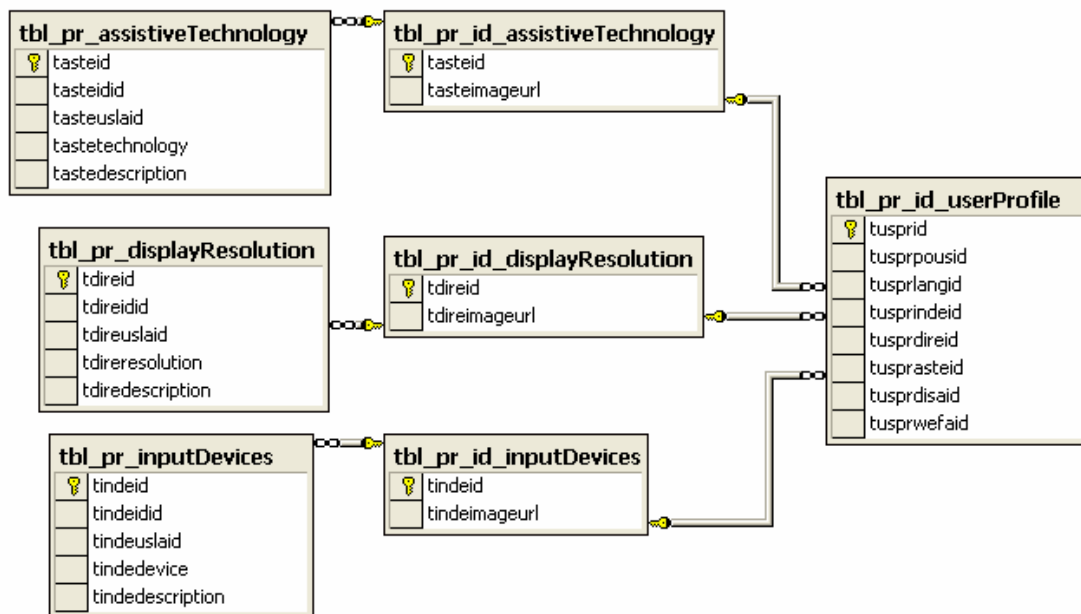 tbl_pr_assistiveTechnology
tasteid
tasteidid
tasteuslaid
tastetechnology
tastedescription
tbl_pr_id_assistiveTechnology
tasteid
tasteimageurl
tbl_pr_displayResolution
tdireid
tdireidid
tdireuslaid
tdireresolution
tdiredescription
tbl_pr_id_displayResolution
tdireid
tdireimageurl
tbl_pr_inputDevices
tindeid
tindeidid
tindeuslaid
tindedevice
tindedescription
tbl_pr_id_inputDevices
tindeid
tindeimageurl
tbl_pr_id_userProfile
tusprid
tusprpousid
tusprlangid
tusprindeid
tusprdireid
tusprasteid
tusprdisaid
tusprwefaid